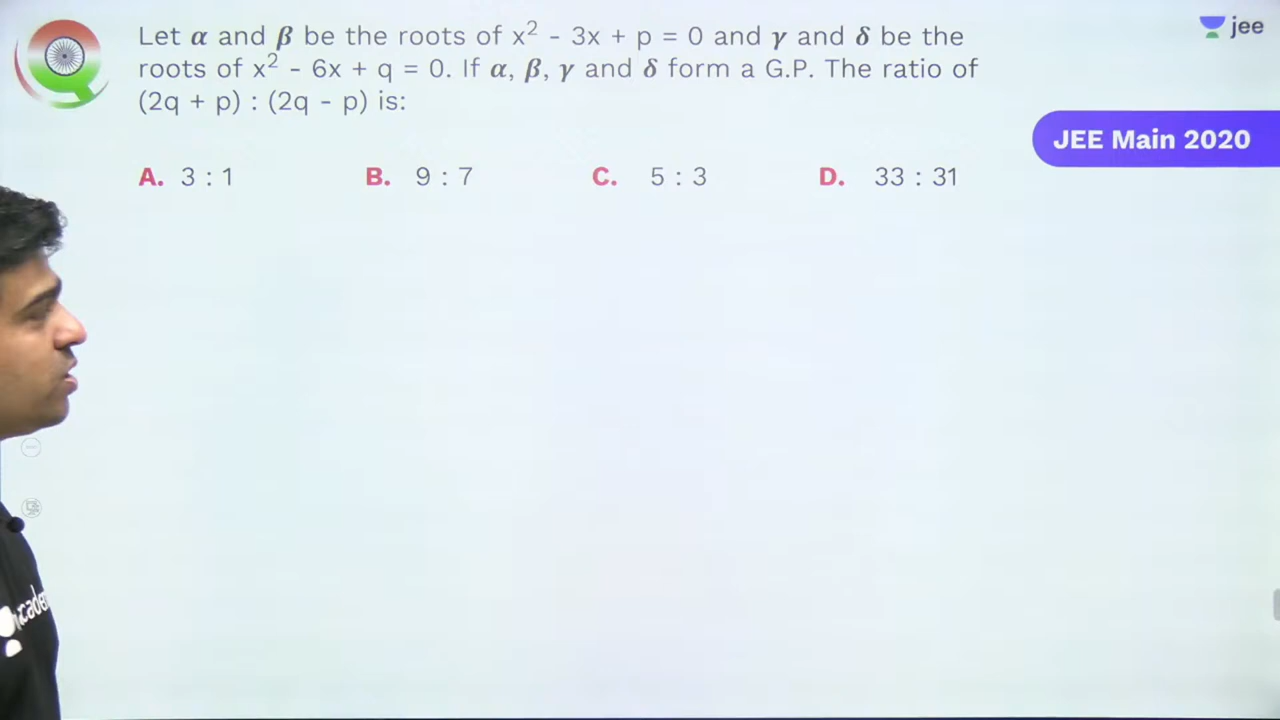 Let α and β be the roots of x² - 3x + p = 0 and γ and δ be the
roots of x² - 6x + q = 0. If α, β, γ and δ form a G.P. The ratio of
(2q + p) : (2q - p) is:
jee
JEE Main 2020
A. 3 : 1 B. 9 : 7 C. 5 : 3 D. 33 : 31